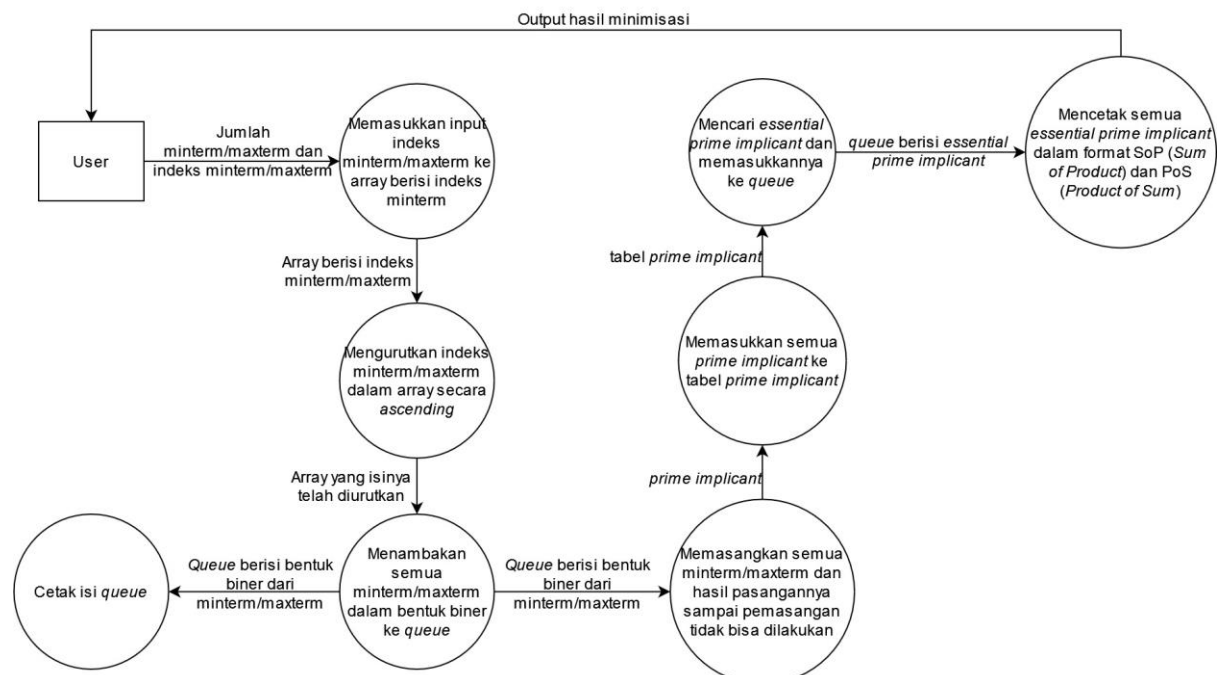 Output hasil minimisasi
User
Jumlah
minterm/maxterm dan
indeks minterm/maxterm
Memasukkan input
indeks
minterm/maxterm ke
array berisi indeks
minterm
Array berisi indeks
minterm/maxterm
Mengurutkan indeks
minterm/maxterm
dalam array secara
ascending
Array yang isinya
telah diurutkan
Menambakan
semua
minterm/maxterm
dalam bentuk biner
ke queue
Queue berisi bentuk
biner dari
minterm/maxterm
Cetak isi queue
Queue berisi bentuk
biner dari
minterm/maxterm
Memasangkan semua
minterm/maxterm dan
hasil pasangannya
sampai pemasangan
tidak bisa dilakukan
prime implicant
Memasukkan semua
prime implicant ke
tabel prime implicant
tabel prime implicant
Mencari essential
prime implicant dan
memasukkannya
ke queue
queue berisi essential
prime implicant
Mencetak semua
essential prime implicant
dalam format SoP (Sum
of Product) dan PoS
(Product of Sum)